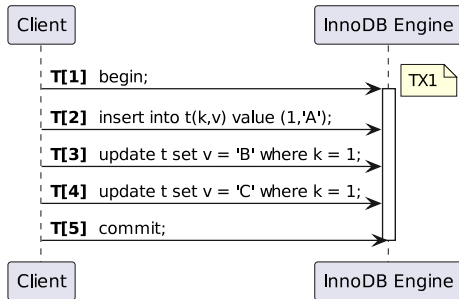 Client InnoDB Engine
T[1] begin;
TX1
T[2] insert into t(k,v) value (1,'A');
T[3] update t set v = 'B' where k = 1;
T[4] update t set v = 'C' where k = 1;
T[5] commit;
Client InnoDB Engine